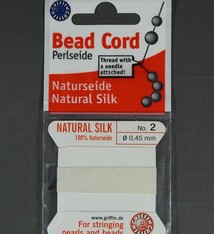 Bead Cord
Perlseide
Thread with
a needle
attached!
Naturseide
Natural Silk
NATURAL SILK
100% Naturseide
No. 2
Ø 0,45 mm
www.griffin.de
For stringing
pearls and beads